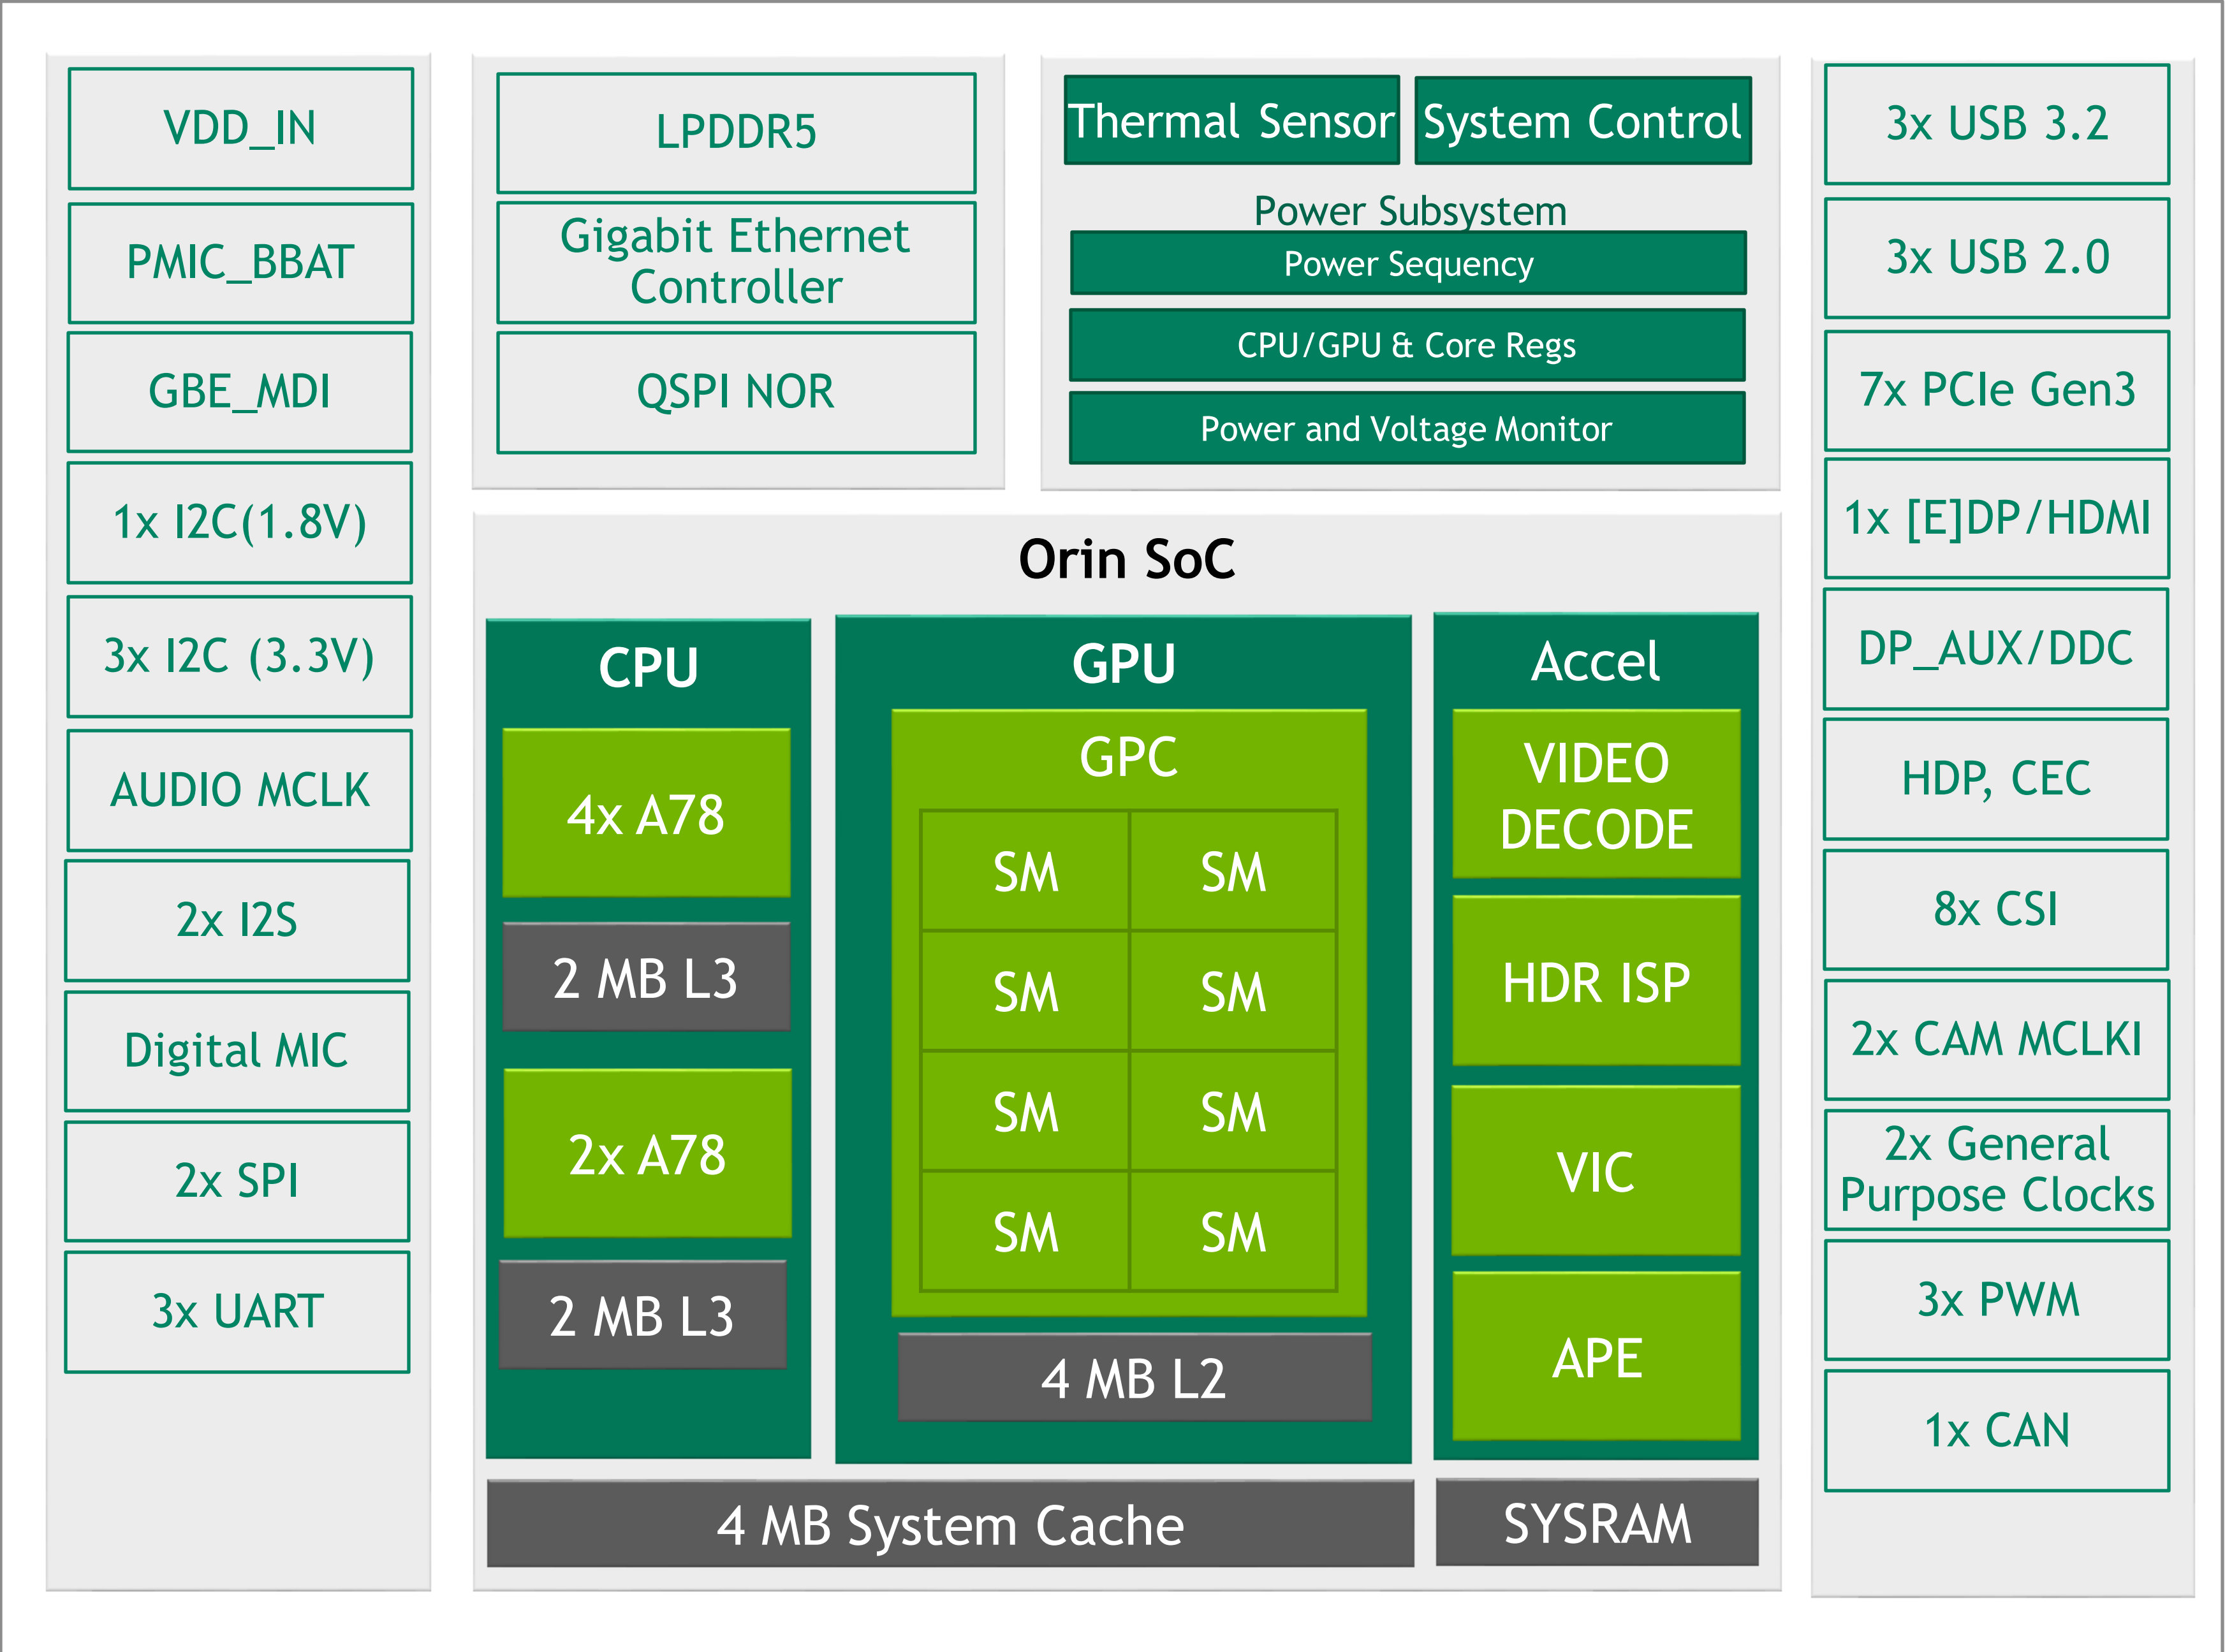 VDD_IN
PMIC_BBAT
GBE_MDI
1x I2C(1.8V)
3x I2C (3.3V)
AUDIO MCLK
2x I2S
Digital MIC
2x SPI
3x UART
LPDDR5
Gigabit Ethernet
Controller
QSPI NOR
Thermal Sensor
System Control
Power Subsystem
Power Sequency
CPU/GPU & Core Regs
Power and Voltage Monitor
Orin SoC
CPU
4x A78
2 MB L3
2x A78
2 MB L3
GPU
GPC
SM
SM
SM
SM
SM
SM
SM
SM
4 MB L2
Accel
VIDEO
DECODE
HDR ISP
VIC
APE
4 MB System Cache
SYSRAM
3x USB 3.2
3x USB 2.0
7x PCIe Gen3
1x [E]DP/HDMI
DP_AUX/DDC
HDP, CEC
8x CSI
2x CAM MCLKI
2x General
Purpose Clocks
3x PWM
1x CAN